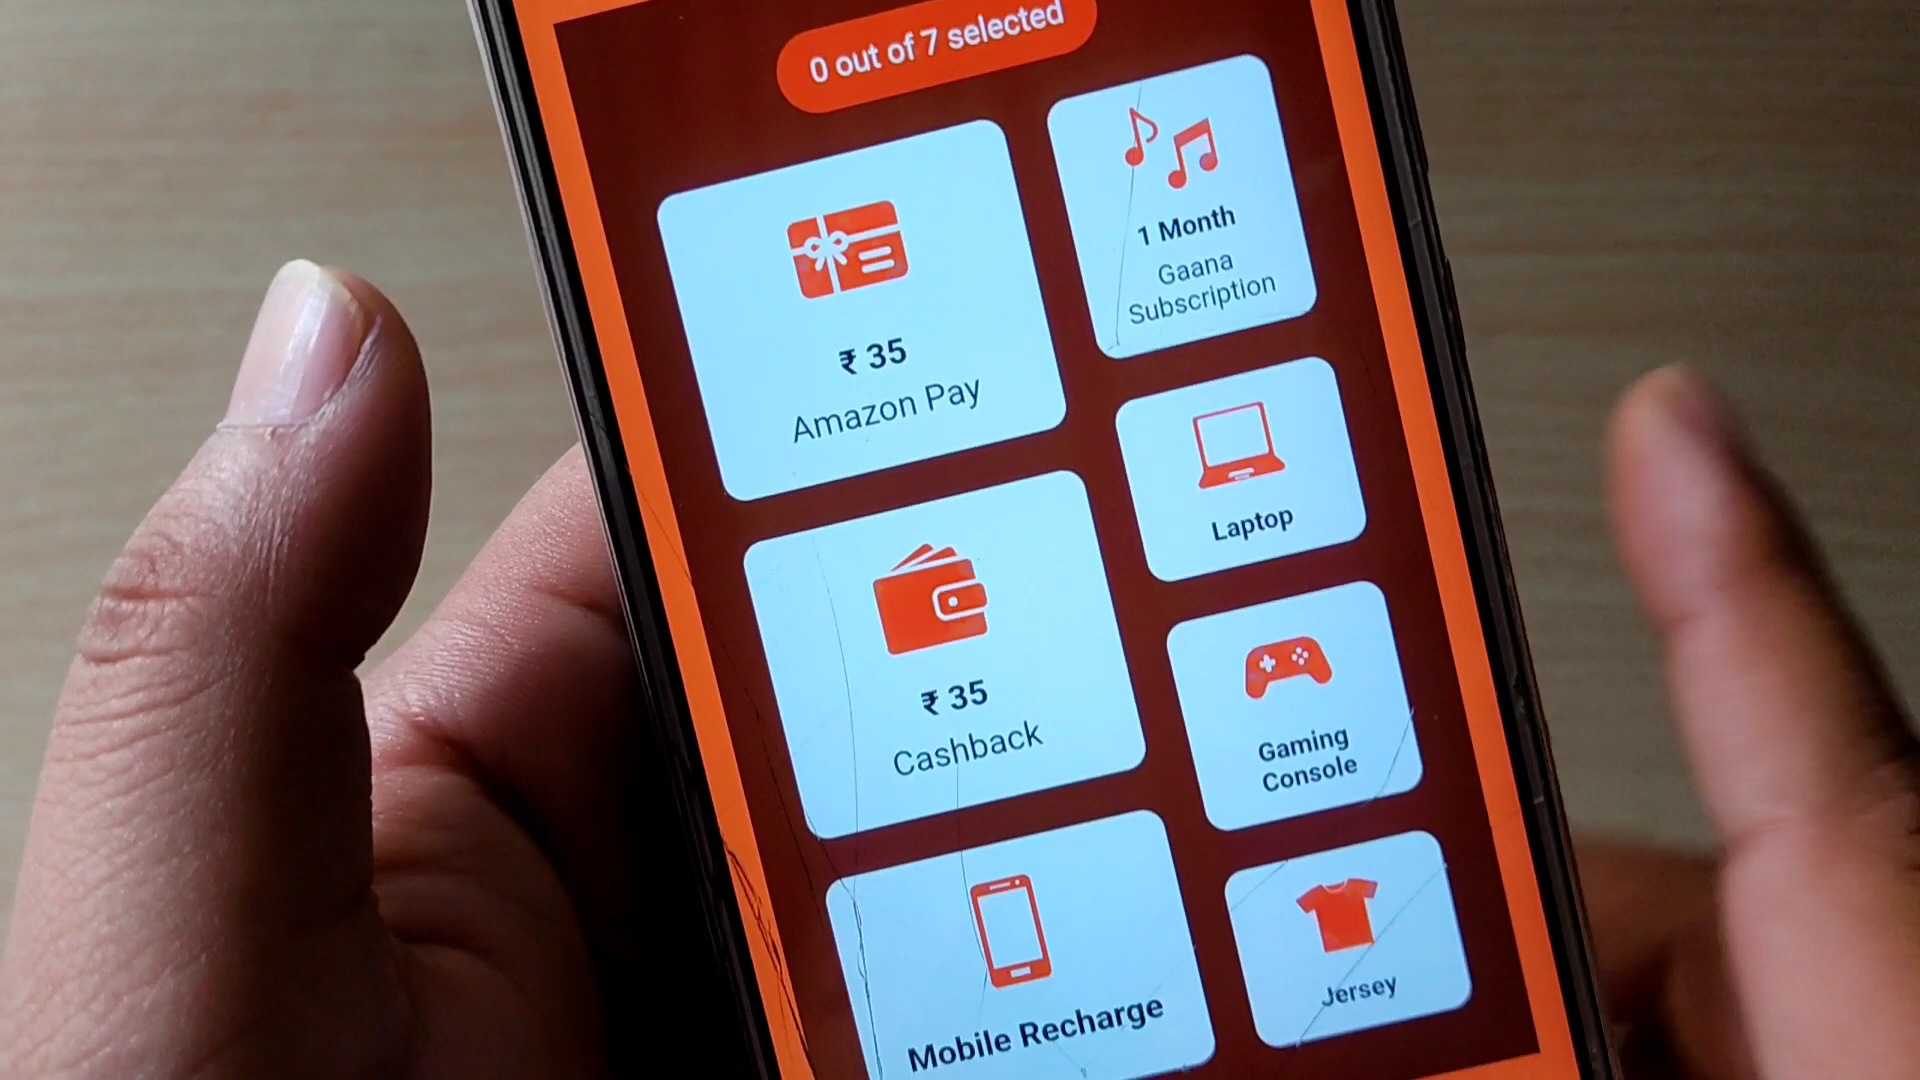 0 out of 7 selected
₹ 35
Amazon Pay
1 Month
Gaana
Subscription
Laptop
₹ 35
Cashback
Gaming
Console
Mobile Recharge
Jersey